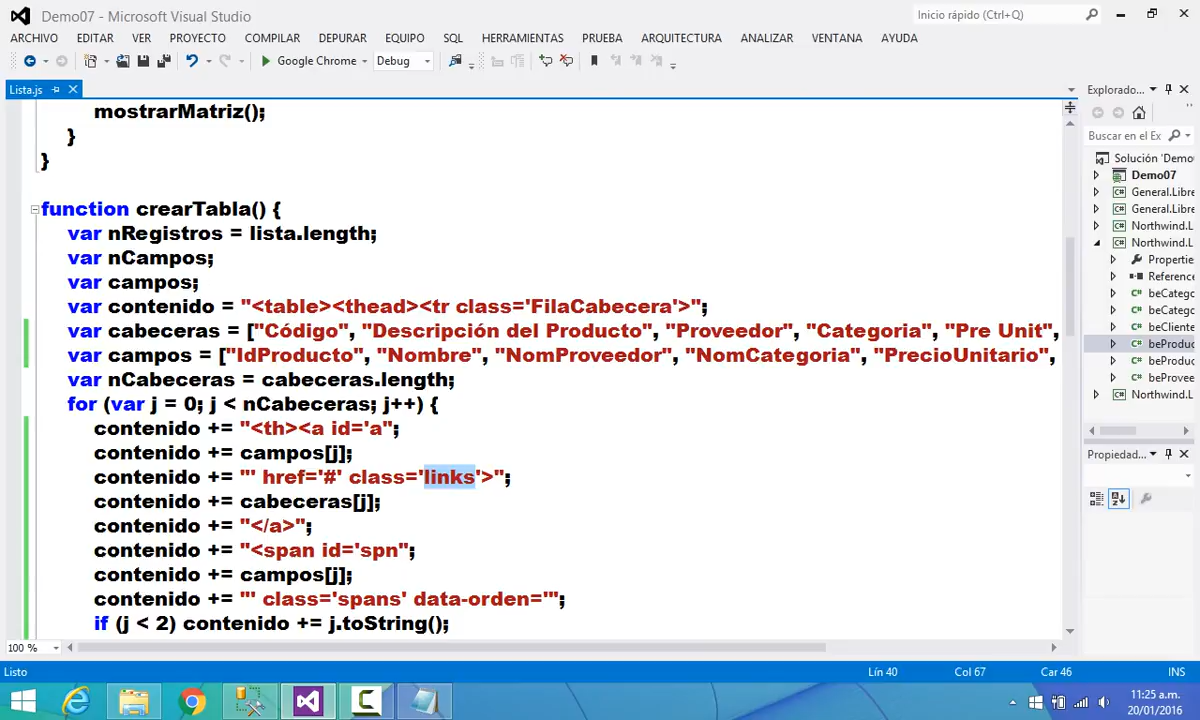 Demo07 - Microsoft Visual Studio
Inicio rápido (Ctrl+Q)
ARCHIVO EDITAR VER PROYECTO COMPILAR DEPURAR EQUIPO SQL HERRAMIENTAS PRUEBA ARQUITECTURA ANALIZAR VENTANA AYUDA
Google Chrome Debug
Lista.js
mostrarMatriz();
}
}
function crearTabla() {
var nRegistros = lista.length;
var nCampos;
var campos;
var contenido = "<table><thead><tr class='FilaCabecera'>";
var cabeceras = ["Código", "Descripción del Producto", "Proveedor", "Categoria", "Pre Unit",
var campos = ["IdProducto", "Nombre", "NomProveedor", "NomCategoria", "PrecioUnitario",
var nCabeceras = cabeceras.length;
for (var j = 0; j < nCabeceras; j++) {
contenido += "<th><a id='a";
contenido += campos[j];
contenido += "' href='#' class='links'>";
contenido += cabeceras[j];
contenido += "</a>";
contenido += "<span id='spn";
contenido += campos[j];
contenido += "' class='spans' data-orden='";
if (j < 2) contenido += j.toString();
100 %
Explorado...
Buscar en el Ex
Solución 'Demo
Demo07
General.Libre
General.Libre
Northwind.L
Northwind.L
Propertie
Reference
beCatego
beCatego
beCliente
beProduc
beProduc
beProvee
Northwind.L
Propiedad...
Listo
Lín 40
Col 67
Car 46
INS
11:25 a.m.
20/01/2016